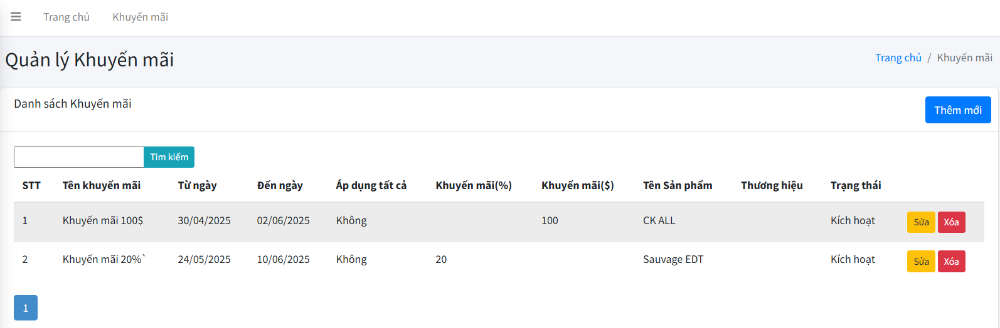 Trang chủ Khuyến mãi
Quản lý Khuyến mãi
Trang chủ / Khuyến mãi
Danh sách Khuyến mãi
Thêm mới
Tìm kiếm
STT Tên khuyến mãi Từ ngày Đến ngày Áp dụng tất cả Khuyến mãi(%) Khuyến mãi($) Tên Sản phẩm Thương hiệu Trạng thái
1 Khuyến mãi 100$ 30/04/2025 02/06/2025 Không 100 CK ALL Kích hoạt Sửa Xóa
2 Khuyến mãi 20%` 24/05/2025 10/06/2025 Không 20 Sauvage EDT Kích hoạt Sửa Xóa
1